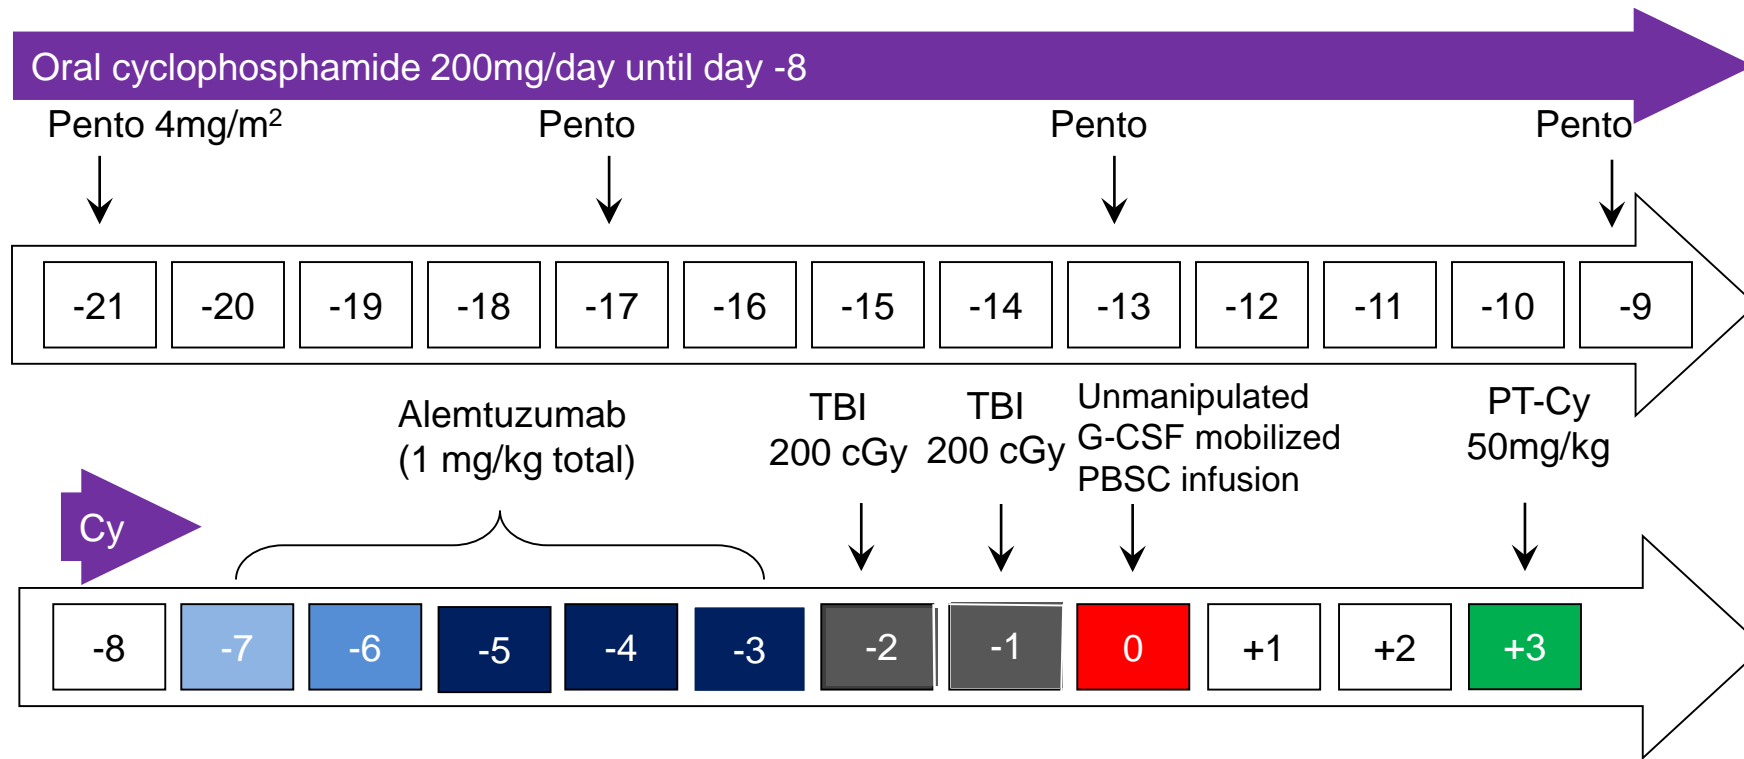 Oral cyclophosphamide 200mg/day until day -8
Pento 4mg/m²
Pento
Pento
Pento
-21
-20
-19
-18
-17
-16
-15
-14
-13
-12
-11
-10
-9
Alemtuzumab
(1 mg/kg total)
TBI
200 cGy
TBI
200 cGy
Unmanipulated
G-CSF mobilized
PBSC infusion
PT-Cy
50mg/kg
Cy
-8
-7
-6
-5
-4
-3
-2
-1
0
+1
+2
+3